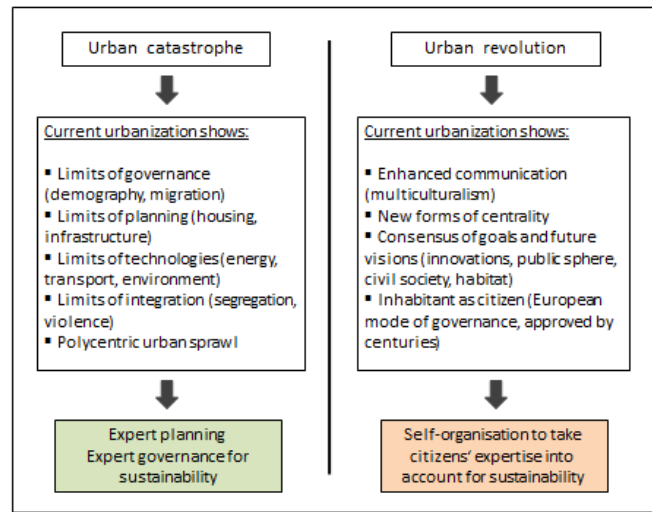 Urban catastrophe
Current urbanization shows:
▪ Limits of governance
(demography, migration)
▪ Limits of planning (housing,
infrastructure)
▪ Limits of technologies (energy,
transport, environment)
▪ Limits of integration (segregation,
violence)
▪ Polycentric urban sprawl
Expert planning
Expert governance for
sustainability
Urban revolution
Current urbanization shows:
▪ Enhanced communication
(multiculturalism)
▪ New forms of centrality
▪ Consensus of goals and future
visions (innovations, public sphere,
civil society, habitat)
▪ Inhabitant as citizen (European
mode of governance, approved by
centuries)
Self-organisation to take
citizens‘ expertise into
account for sustainability